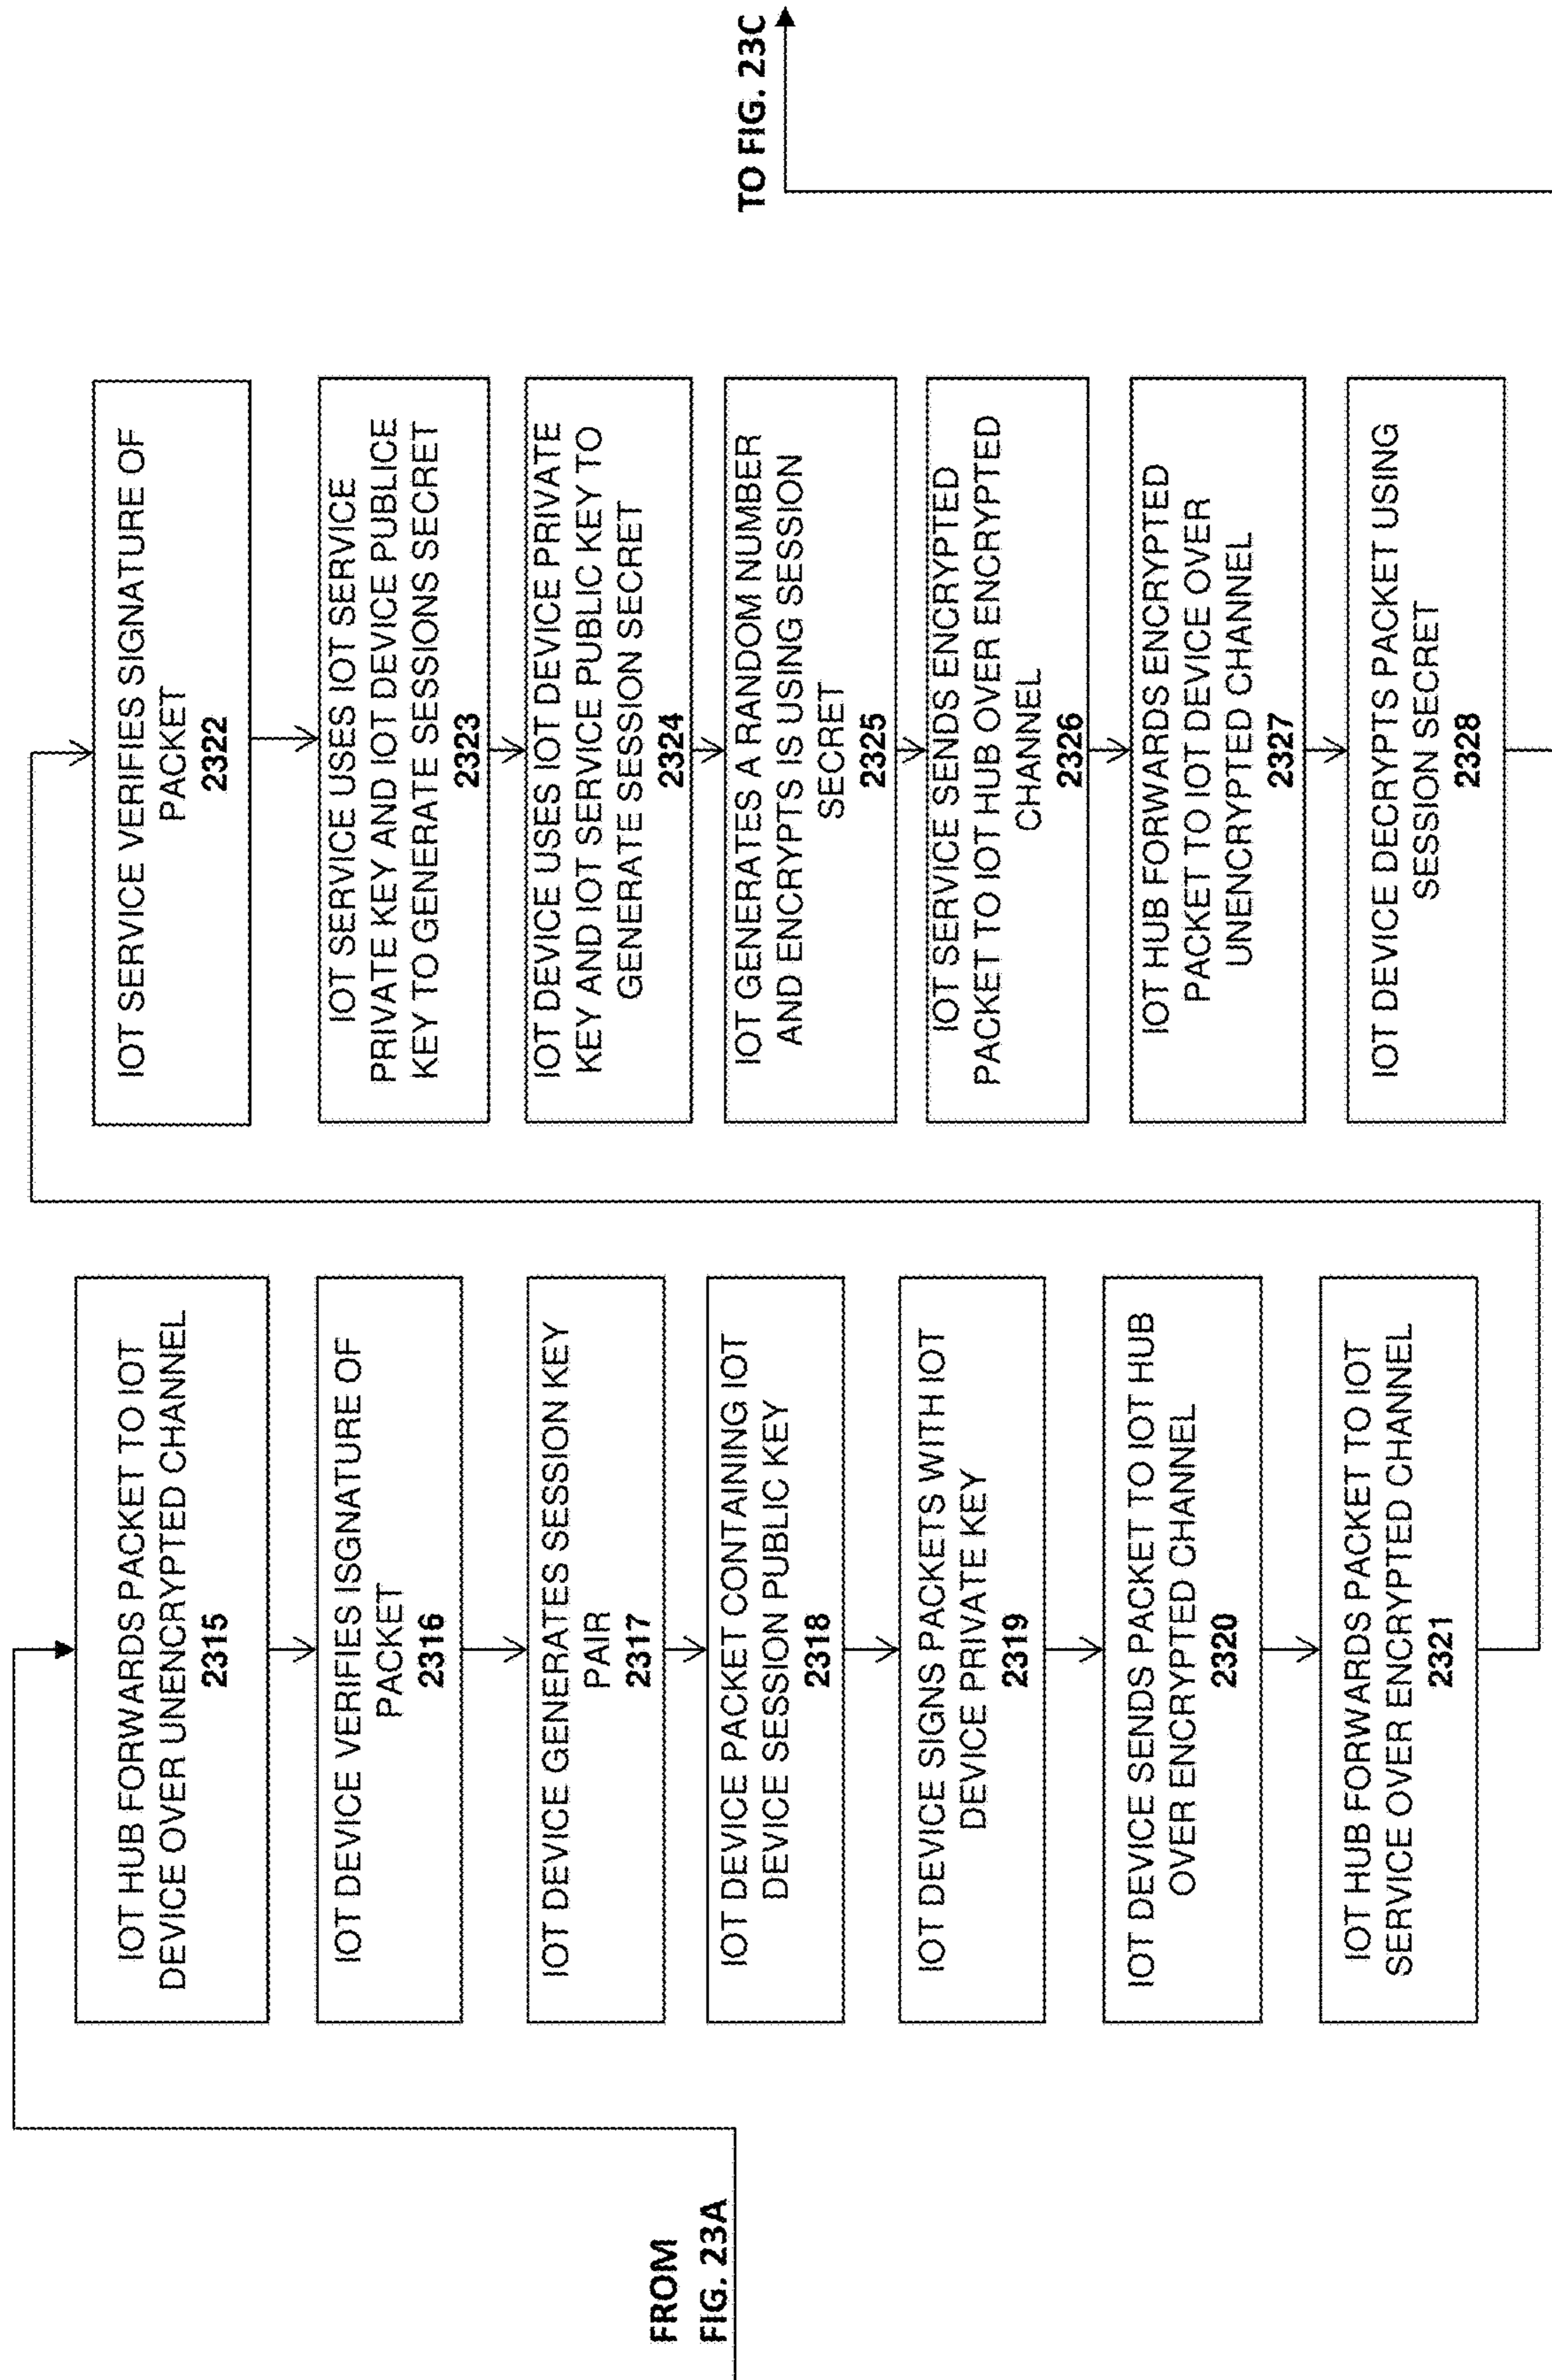 FROM
FIG. 23A
IOT HUB FORWARDS PACKET TO IOT
DEVICE OVER UNENCRYPTED CHANNEL
2315
IOT DEVICE VERIFIES ISGNATURE OF
PACKET
2316
IOT DEVICE GENERATES SESSION KEY
PAIR
2317
IOT DEVICE PACKET CONTAINING IOT
DEVICE SESSION PUBLIC KEY
2318
IOT DEVICE SIGNS PACKETS WITH IOT
DEVICE PRIVATE KEY
2319
IOT DEVICE SENDS PACKET TO IOT HUB
OVER ENCRYPTED CHANNEL
2320
IOT HUB FORWARDS PACKET TO IOT
SERVICE OVER ENCRYPTED CHANNEL
2321
IOT SERVICE VERIFIES SIGNATURE OF
PACKET
2322
IOT SERVICE USES IOT SERVICE
PRIVATE KEY AND IOT DEVICE PUBLICE
KEY TO GENERATE SESSIONS SECRET
2323
IOT DEVICE USES IOT DEVICE PRIVATE
KEY AND IOT SERVICE PUBLIC KEY TO
GENERATE SESSION SECRET
2324
IOT GENERATES A RANDOM NUMBER
AND ENCRYPTS IS USING SESSION
SECRET
2325
IOT SERVICE SENDS ENCRYPTED
PACKET TO IOT HUB OVER ENCRYPTED
CHANNEL
2326
IOT HUB FORWARDS ENCRYPTED
PACKET TO IOT DEVICE OVER
UNENCRYPTED CHANNEL
2327
IOT DEVICE DECRYPTS PACKET USING
SESSION SECRET
2328
TO FIG. 23C